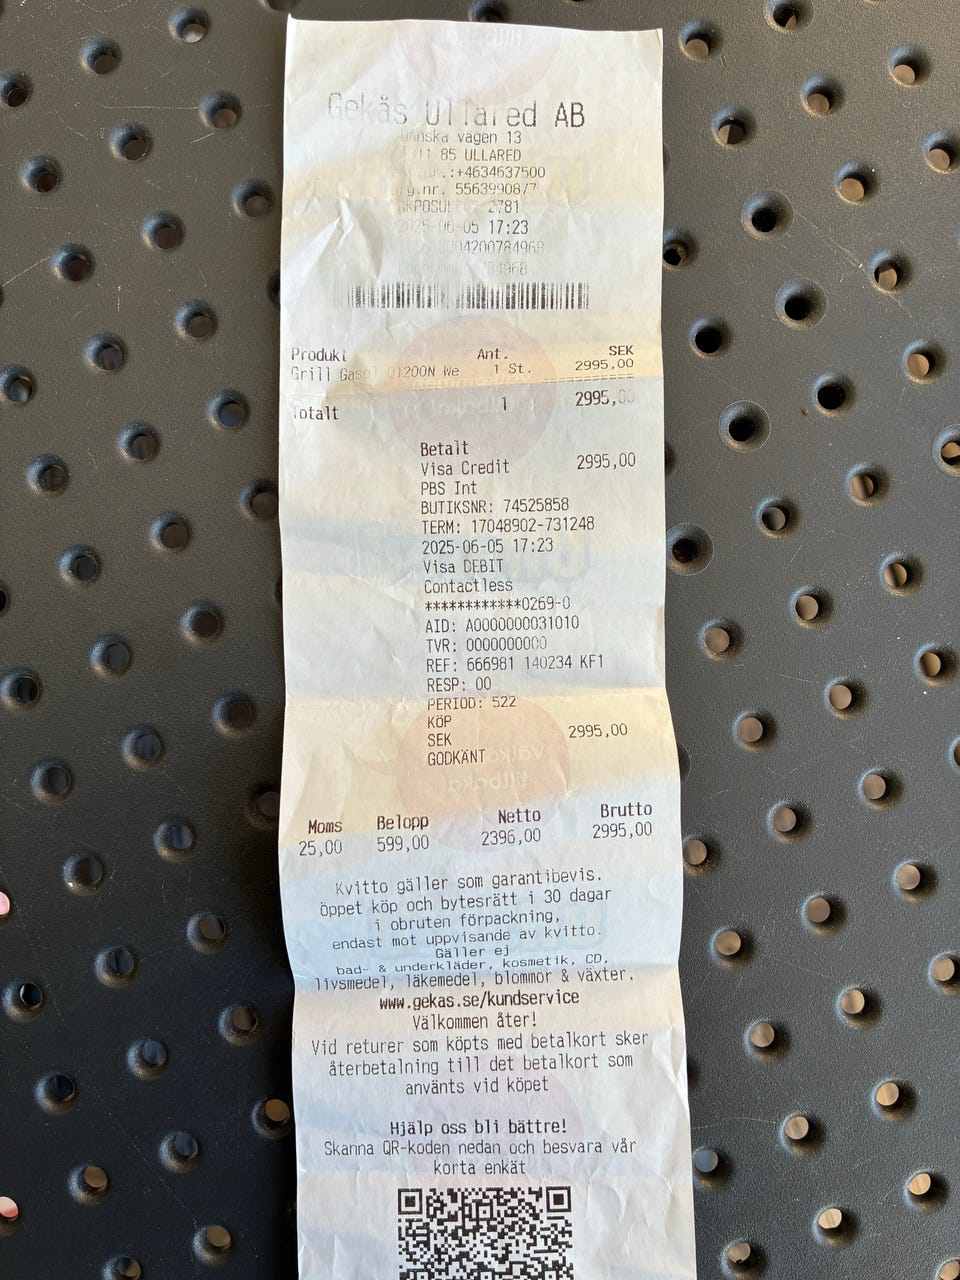 Gekås Ullared AB
Danska vägen 13
85 ULLARED
nr.:+4634637500
Org.nr. 5563990877
2781
2025-06-05 17:23
004200784968
784968
Produkt Ant. SEK
Grill Gasol Q1200N We 1 St. 2995,00
Totalt 1 2995,00
Betalt
Visa Credit 2995,00
PBS Int
BUTIKSNR: 74525858
TERM: 17048902-731248
2025-06-05 17:23
Visa DEBIT
Contactless
************0269-0
AID: A0000000031010
TVR: 0000000000
REF: 666981 140234 KF1
RESP: 00
PERIOD: 522
KÖP
SEK 2995,00
GODKÄNT
Moms Belopp Netto Brutto
25,00 599,00 2396,00 2995,00
Kvitto gäller som garantibevis.
öppet köp och bytesrätt i 30 dagar
i obruten förpackning,
endast mot uppvisande av kvitto.
Gäller ej
bad- & underkläder, kosmetik, CD,
livsmedel, läkemedel, blommor & växter.
www.gekas.se/kundservice
Välkommen åter!
Vid returer som köpts med betalkort sker
återbetalning till det betalkort som
använts vid köpet
Hjälp oss bli bättre!
Skanna QR-koden nedan och besvara vår
korta enkät